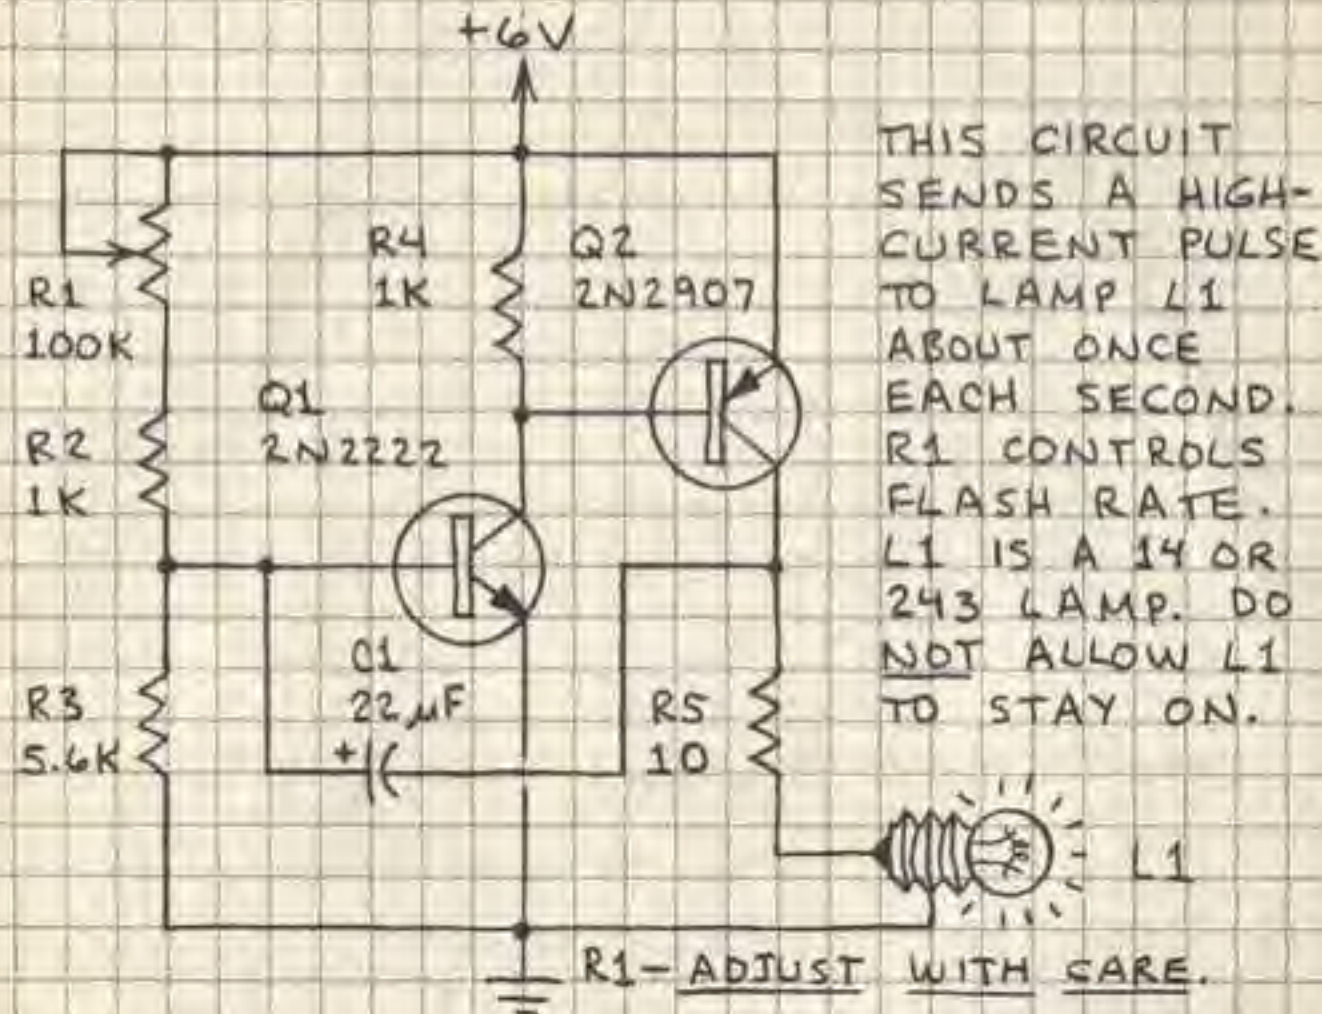 +6V
THIS CIRCUIT
SENDS A HIGH-
CURRENT PULSE
TO LAMP L1
ABOUT ONCE
EACH SECOND.
R1 CONTROLS
FLASH RATE.
L1 IS A 14 OR
243 LAMP. DO
NOT ALLOW L1
TO STAY ON.
R1
100K
R4
1K
Q2
2N2907
Q1
2N2222
R2
1K
C1
22µF
+
R3
5.6K
R5
10
L1
R1- ADJUST WITH CARE.